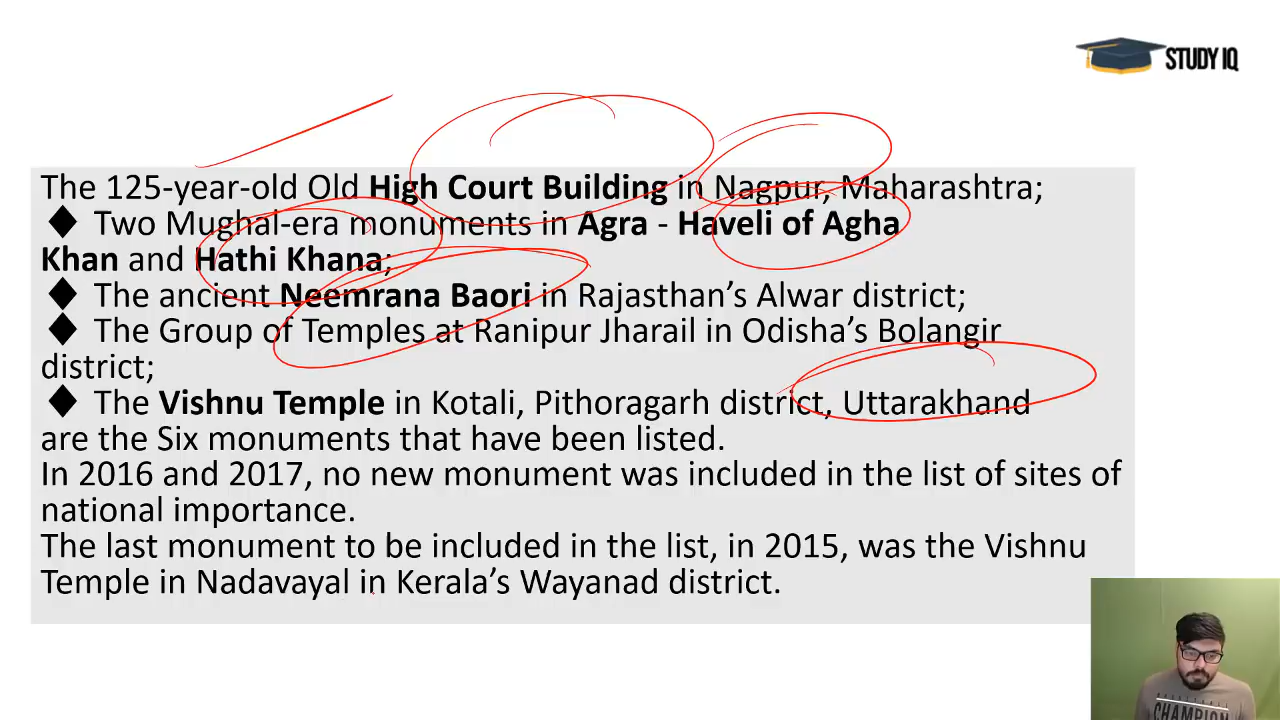 STUDY IQ
The 125-year-old Old High Court Building in Nagpur, Maharashtra;
♦ Two Mughal-era monuments in Agra - Haveli of Agha
Khan and Hathi Khana;
♦ The ancient Neemrana Baori in Rajasthan’s Alwar district;
♦ The Group of Temples at Ranipur Jharail in Odisha’s Bolangir
district;
♦ The Vishnu Temple in Kotali, Pithoragarh district, Uttarakhand
are the Six monuments that have been listed.
In 2016 and 2017, no new monument was included in the list of sites of
national importance.
The last monument to be included in the list, in 2015, was the Vishnu
Temple in Nadavayal in Kerala’s Wayanad district.
CHAMPION